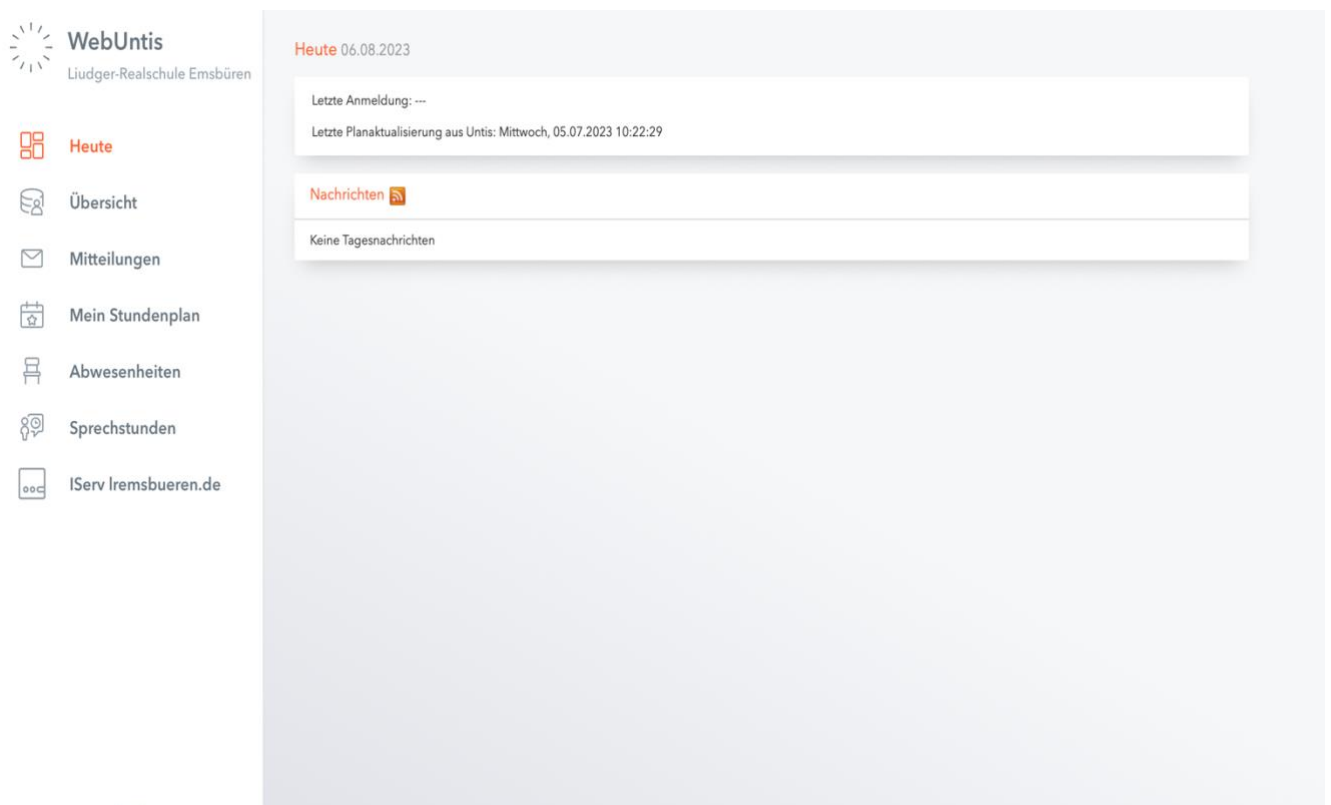 WebUntis
Liudger-Realschule Emsbüren
Heute
Übersicht
Mitteilungen
Mein Stundenplan
Abwesenheiten
Sprechstunden
IServ lremsbueren.de
Heute 06.08.2023
Letzte Anmeldung: ---
Letzte Planaktualisierung aus Untis: Mittwoch, 05.07.2023 10:22:29
Nachrichten
Keine Tagesnachrichten